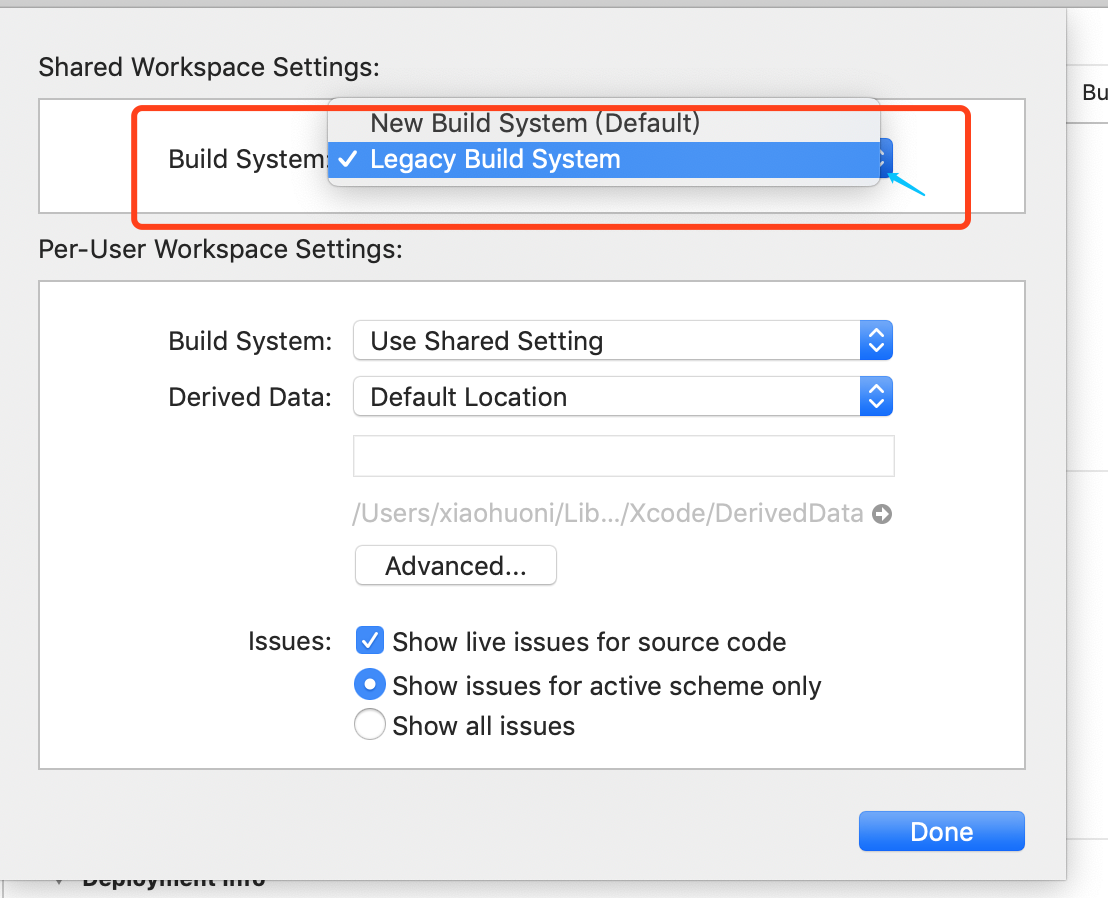 Shared Workspace Settings:
Bu
New Build System (Default)
Build System: ✓ Legacy Build System
Per-User Workspace Settings:
Build System: Use Shared Setting
Derived Data: Default Location
/Users/xiaohuoni/Lib.../Xcode/DerivedData
Advanced...
Issues: Show live issues for source code
Show issues for active scheme only
Show all issues
Done
Deployment Info